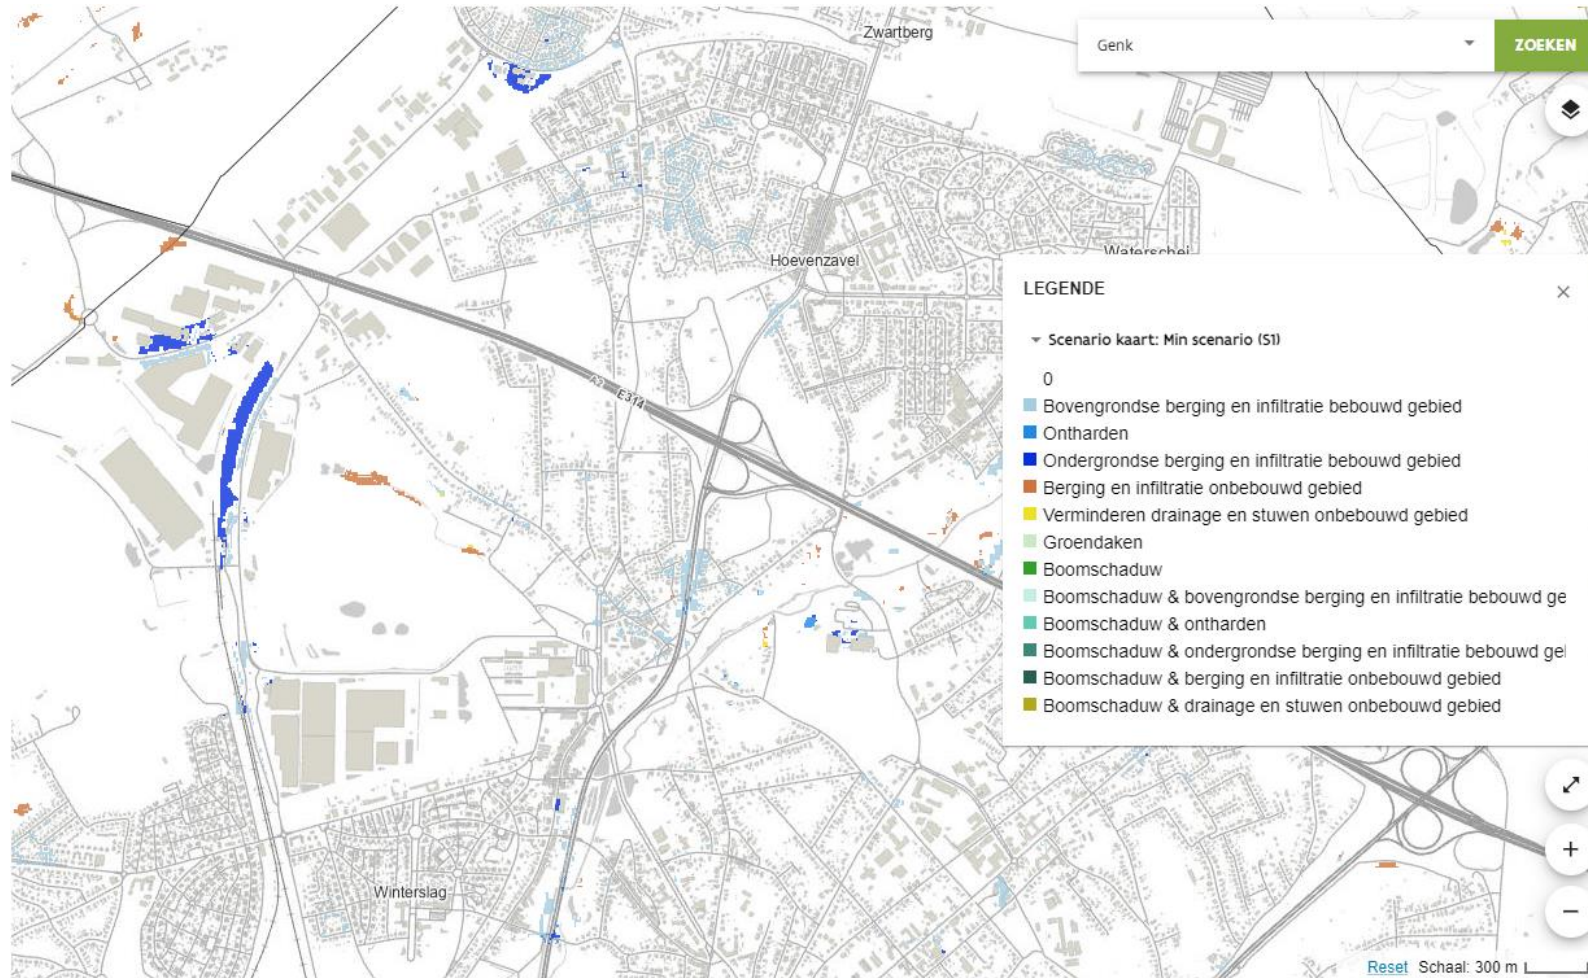 Zwartberg
Genk
ZOEKEN
Hoevenzavel
Waterschei
A2 E314
Winterslag
LEGENDE
Scenario kaart: Min scenario (S1)
0
Bovengrondse berging en infiltratie bebouwd gebied
Ontharden
Ondergrondse berging en infiltratie bebouwd gebied
Berging en infiltratie onbebouwd gebied
Verminderen drainage en stuwen onbebouwd gebied
Groendaken
Boomschaduw
Boomschaduw & bovengrondse berging en infiltratie bebouwd ge
Boomschaduw & ontharden
Boomschaduw & ondergrondse berging en infiltratie bebouwd gel
Boomschaduw & berging en infiltratie onbebouwd gebied
Boomschaduw & drainage en stuwen onbebouwd gebied
Reset Schaal: 300 m